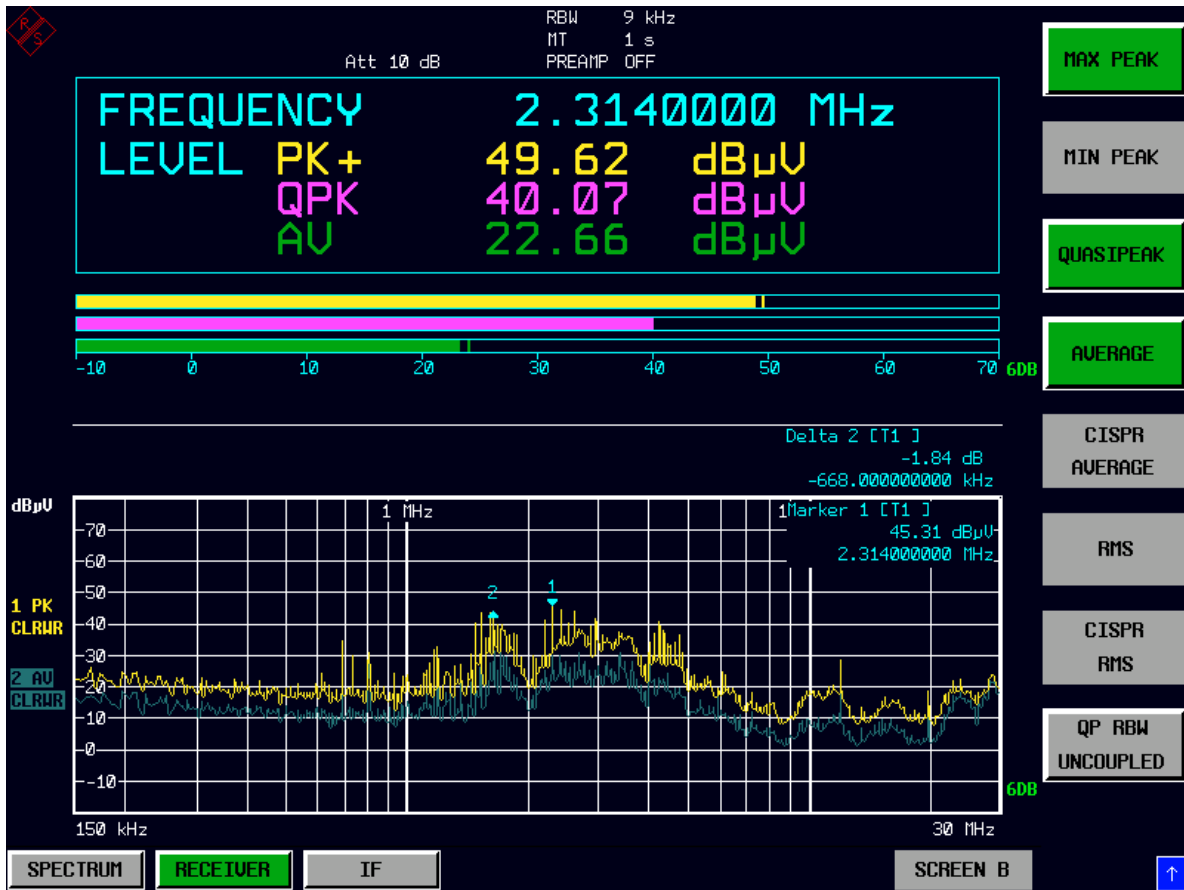 R S
RBW 9 kHz
MT 1 s
Att 10 dB PREAMP OFF
FREQUENCY 2.3140000 MHz
LEVEL PK+ 49.62 dBµV
QPK 40.07 dBµV
AV 22.66 dBµV
-10 0 10 20 30 40 50 60 70 6DB
Delta 2 [T1 ]
-1.84 dB
-668.000000000 kHz
dBµV
1 MHz
1
Marker 1 [T1 ]
45.31 dBµV
2.314000000 MHz
70
60
50
40
30
20
10
0
-10
2
1
1 PK
CLRWR
2 AV
CLRWR
6DB
150 kHz 30 MHz
MAX PEAK
MIN PEAK
QUASIPEAK
AVERAGE
CISPR
AVERAGE
RMS
CISPR
RMS
QP RBW
UNCOUPLED
SPECTRUM RECEIVER IF SCREEN B
↑